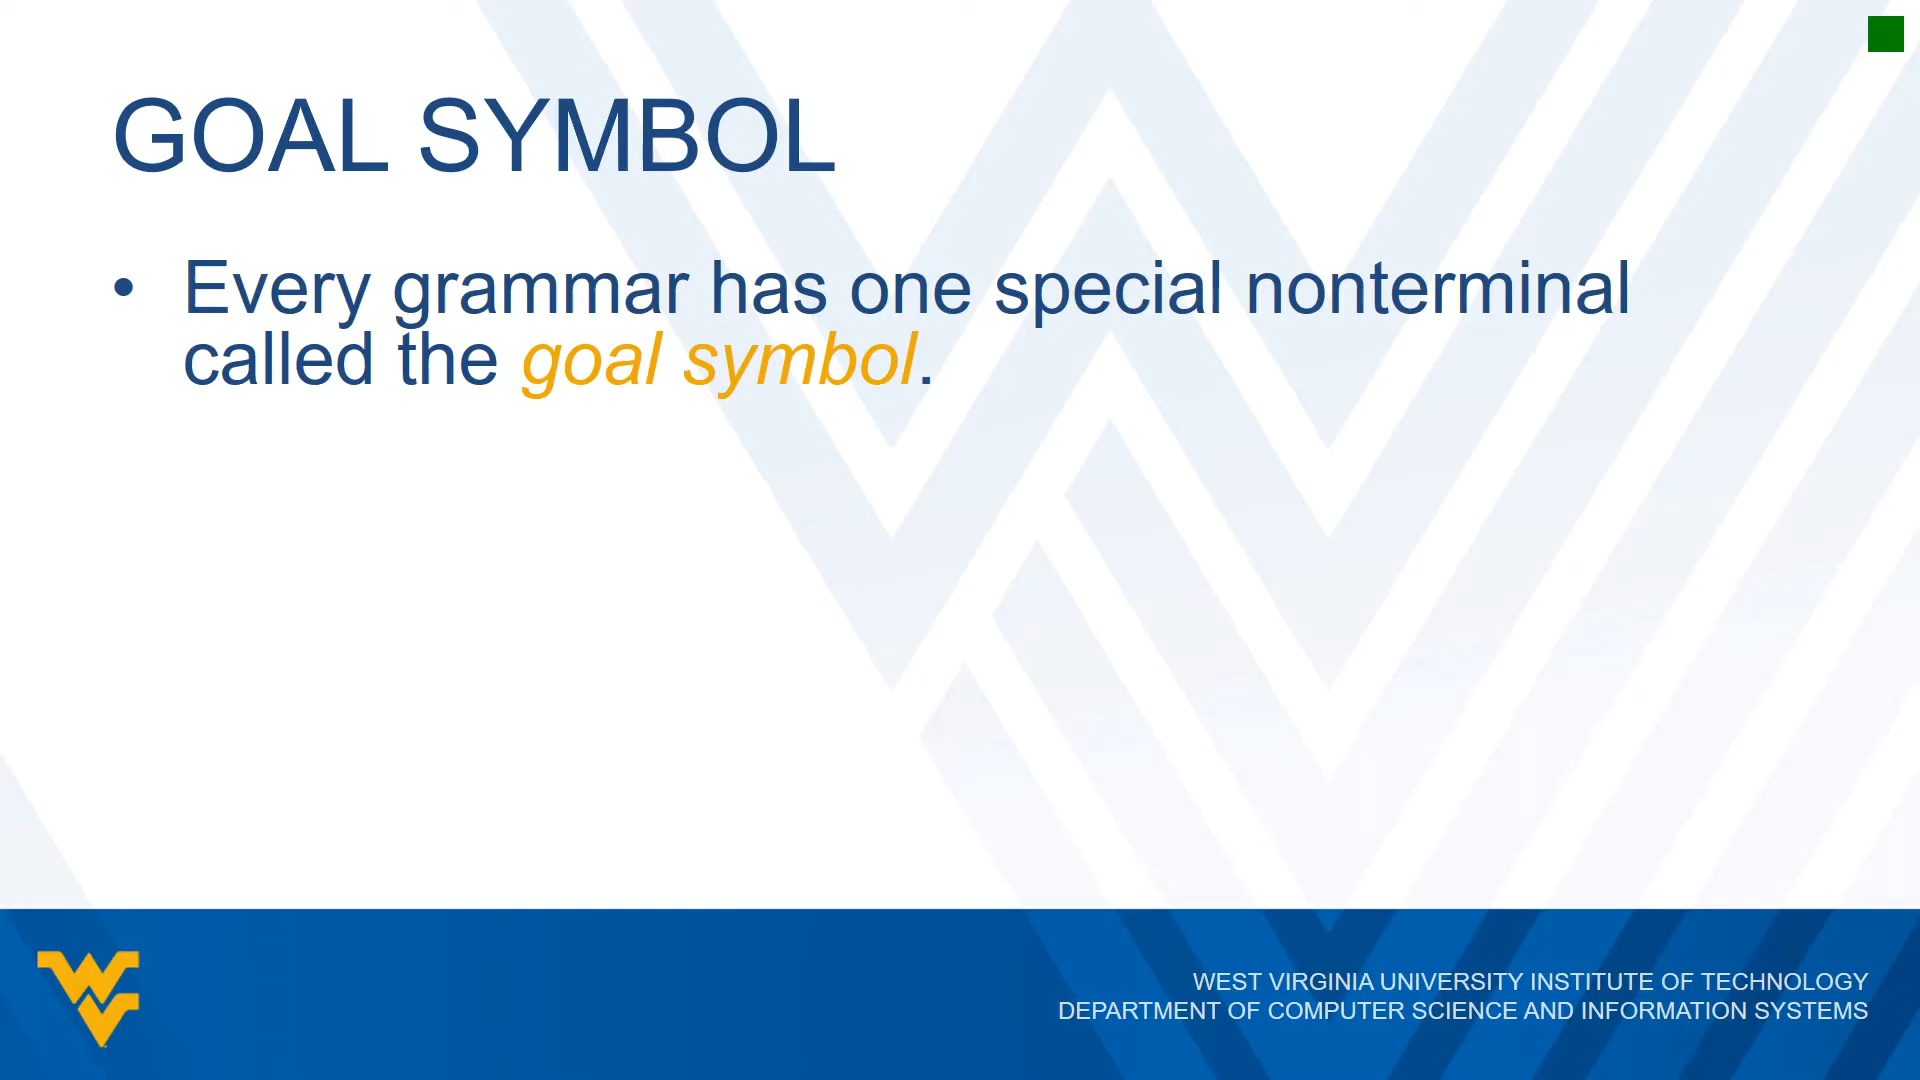 GOAL SYMBOL
• Every grammar has one special nonterminal
called the goal symbol.
WEST VIRGINIA UNIVERSITY INSTITUTE OF TECHNOLOGY
DEPARTMENT OF COMPUTER SCIENCE AND INFORMATION SYSTEMS